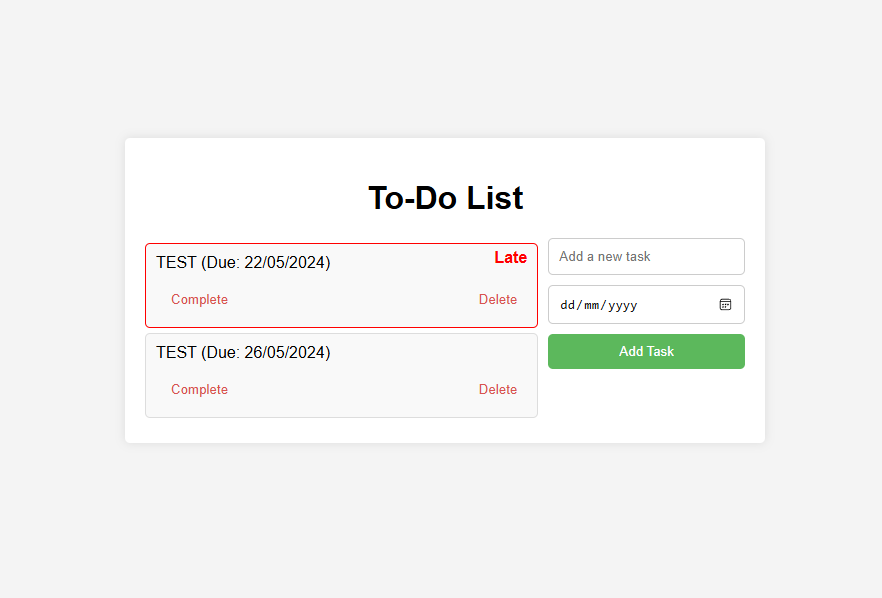 To-Do List
TEST (Due: 22/05/2024)
Late
Complete
Delete
TEST (Due: 26/05/2024)
Complete
Delete
Add a new task
dd/mm/yyyy
Add Task